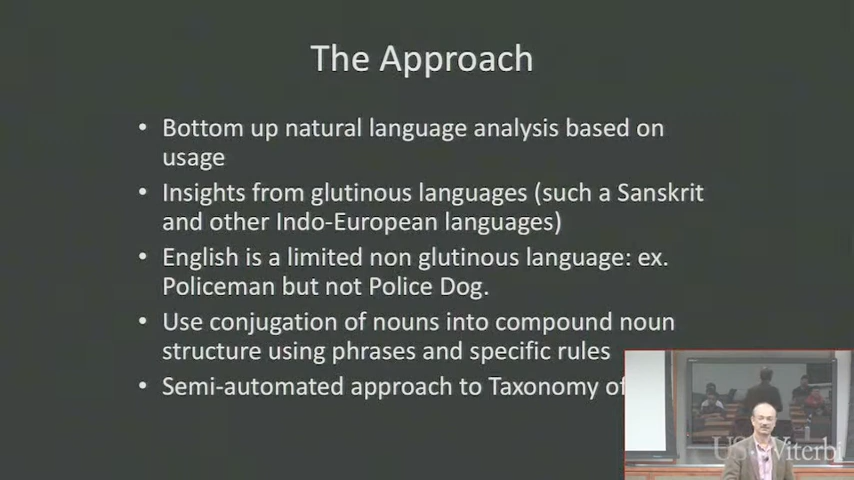 The Approach
• Bottom up natural language analysis based on
usage
• Insights from glutinous languages (such a Sanskrit
and other Indo-European languages)
• English is a limited non glutinous language: ex.
Policeman but not Police Dog.
• Use conjugation of nouns into compound noun
structure using phrases and specific rules
• Semi-automated approach to Taxonomy of
Viterbi